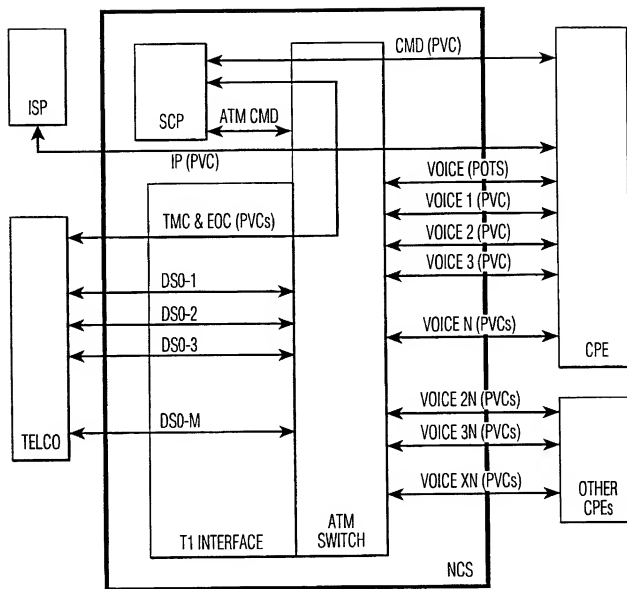 CMD (PVC)
ISP
SCP
ATM CMD
IP (PVC)
VOICE (POTS)
TMC & EOC (PVCs)
VOICE 1 (PVC)
VOICE 2 (PVC)
VOICE 3 (PVC)
DS0-1
DS0-2
DS0-3
VOICE N (PVCs)
CPE
VOICE 2N (PVCs)
DS0-M
VOICE 3N (PVCs)
TELCO
VOICE XN (PVCs)
OTHER
CPEs
ATM
SWITCH
T1 INTERFACE
NCS